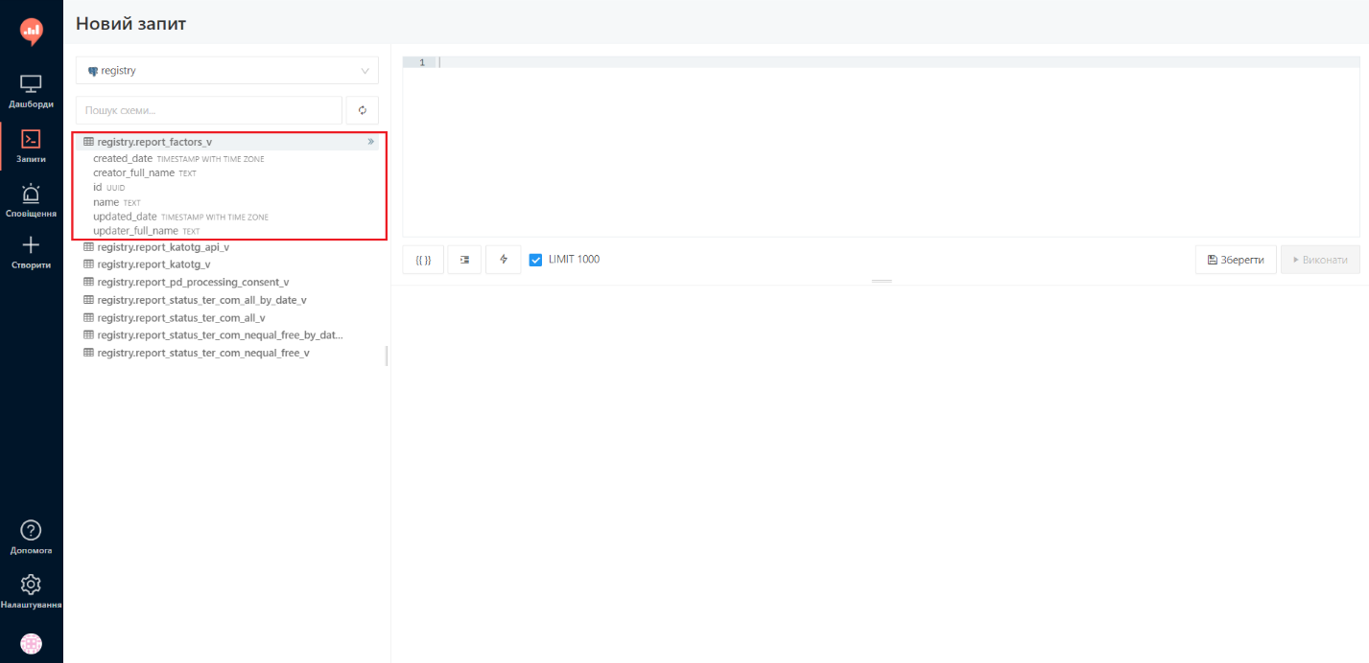 Новий запит
Дашборди
Запити
Сповіщення
Створити
Допомога
Налаштування
registry
Пошук схеми...
registry.report_factors_v
created_date TIMESTAMP WITH TIME ZONE
creator_full_name TEXT
id UUID
name TEXT
updated_date TIMESTAMP WITH TIME ZONE
updater_full_name TEXT
registry.report_katotg_api_v
registry.report_katotg_v
registry.report_pd_processing_consent_v
registry.report_status_ter_com_all_by_date_v
registry.report_status_ter_com_all_v
registry.report_status_ter_com_nequal_free_by_dat...
registry.report_status_ter_com_nequal_free_v
1
{{ }} LIMIT 1000 Зберегти Виконати